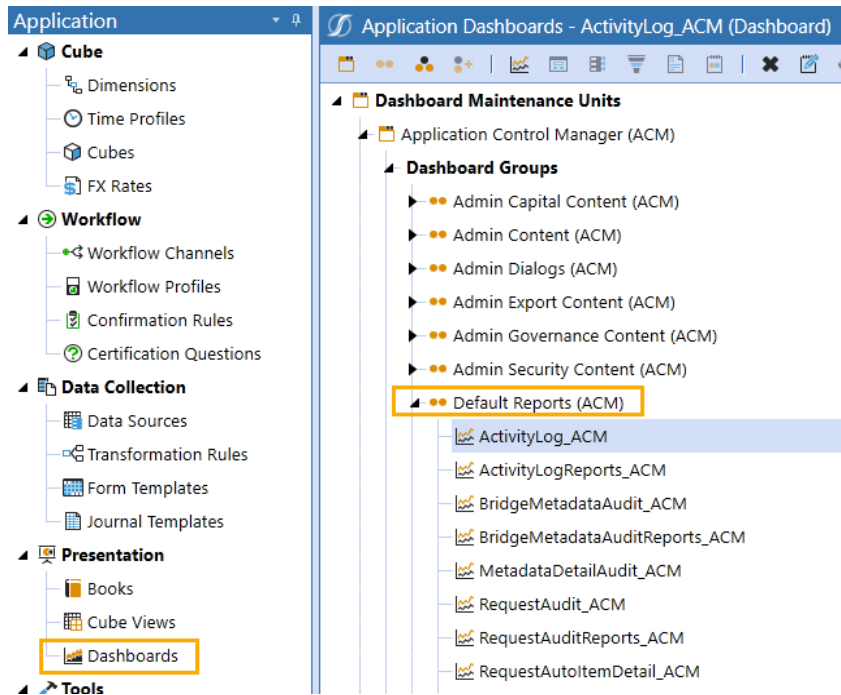 Application
Cube
Dimensions
Time Profiles
Cubes
FX Rates
Workflow
Workflow Channels
Workflow Profiles
Confirmation Rules
Certification Questions
Data Collection
Data Sources
Transformation Rules
Form Templates
Journal Templates
Presentation
Books
Cube Views
Dashboards
Tools
Application Dashboards - ActivityLog_ACM (Dashboard)
Dashboard Maintenance Units
Application Control Manager (ACM)
Dashboard Groups
Admin Capital Content (ACM)
Admin Content (ACM)
Admin Dialogs (ACM)
Admin Export Content (ACM)
Admin Governance Content (ACM)
Admin Security Content (ACM)
Default Reports (ACM)
ActivityLog_ACM
ActivityLogReports_ACM
BridgeMetadataAudit_ACM
BridgeMetadataAuditReports_ACM
MetadataDetailAudit_ACM
RequestAudit_ACM
RequestAuditReports_ACM
RequestAutoItemDetail_ACM